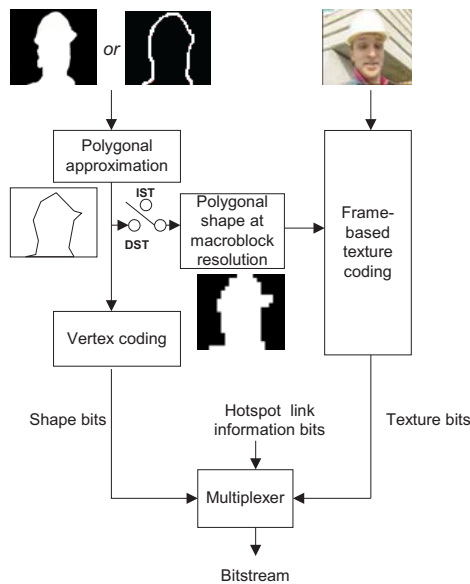 or
Polygonal
approximation
IST
DST
Polygonal
shape at
macroblock
resolution
Frame-
based
texture
coding
Vertex coding
Shape bits
Hotspot link
information bits
Texture bits
Multiplexer
Bitstream